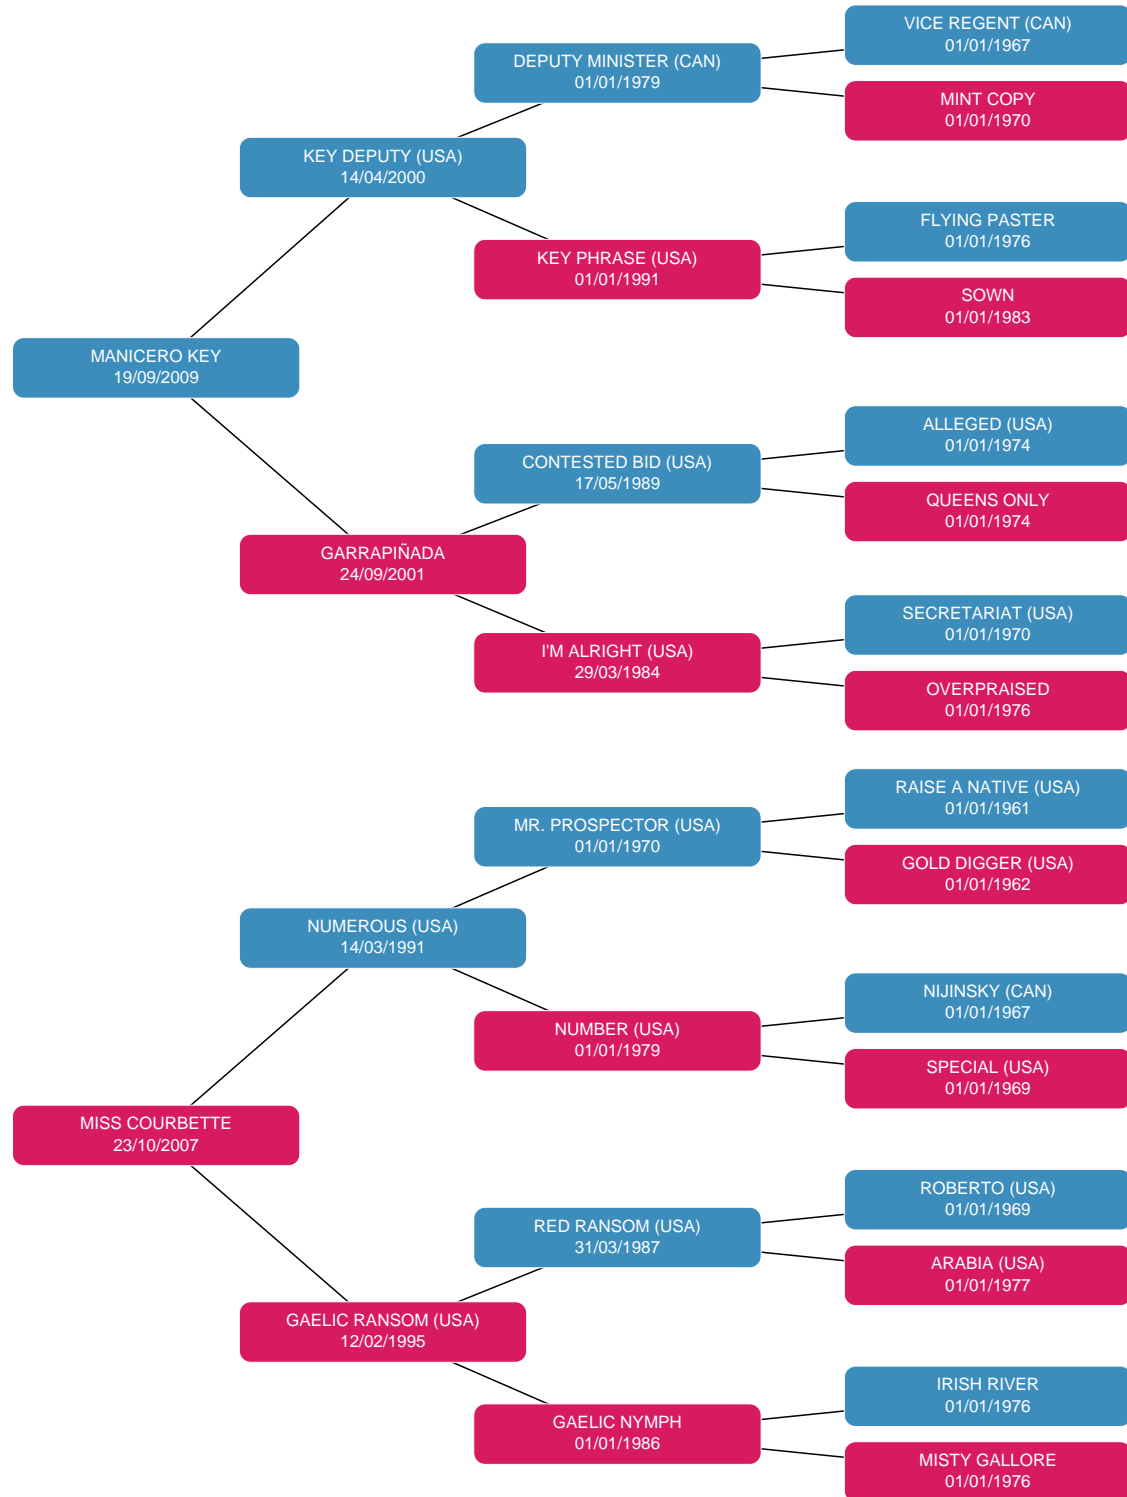 VICE REGENT (CAN)
01/01/1967
DEPUTY MINISTER (CAN)
01/01/1979
MINT COPY
01/01/1970
KEY DEPUTY (USA)
14/04/2000
FLYING PASTER
01/01/1976
KEY PHRASE (USA)
01/01/1991
SOWN
01/01/1983
MANICERO KEY
19/09/2009
ALLEGED (USA)
01/01/1974
CONTESTED BID (USA)
17/05/1989
QUEENS ONLY
01/01/1974
GARRAPIÑADA
24/09/2001
SECRETARIAT (USA)
01/01/1970
I'M ALRIGHT (USA)
29/03/1984
OVERPRAISED
01/01/1976
RAISE A NATIVE (USA)
01/01/1961
MR. PROSPECTOR (USA)
01/01/1970
GOLD DIGGER (USA)
01/01/1962
NUMEROUS (USA)
14/03/1991
NIJINSKY (CAN)
01/01/1967
NUMBER (USA)
01/01/1979
SPECIAL (USA)
01/01/1969
MISS COURBETTE
23/10/2007
ROBERTO (USA)
01/01/1969
RED RANSOM (USA)
31/03/1987
ARABIA (USA)
01/01/1977
GAELIC RANSOM (USA)
12/02/1995
IRISH RIVER
01/01/1976
GAELIC NYMPH
01/01/1986
MISTY GALLORE
01/01/1976